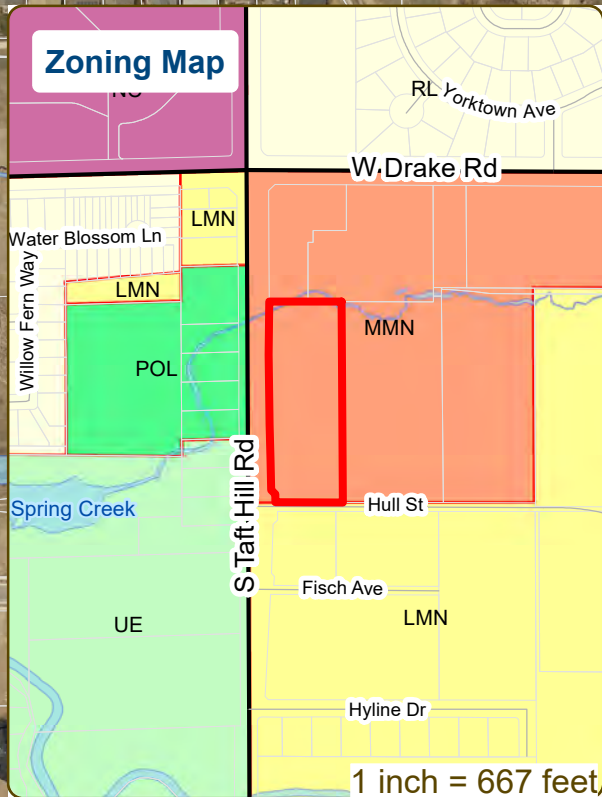 Zoning Map
NC
RL
Yorktown Ave
W Drake Rd
LMN
Water Blossom Ln
LMN
Willow Fern Way
MMN
POL
S Taft Hill Rd
Hull St
Spring Creek
Fisch Ave
LMN
UE
Hyline Dr
1 inch = 667 feet